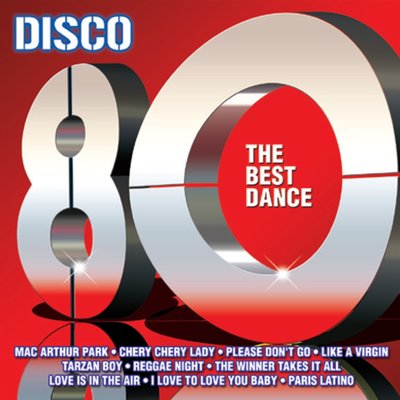 DISCO
80
THE
BEST
DANCE
MAC ARTHUR PARK • CHERY CHERY LADY • PLEASE DON'T GO • LIKE A VIRGIN
TARZAN BOY • REGGAE NIGHT • THE WINNER TAKES IT ALL
LOVE IS IN THE AIR • I LOVE TO LOVE YOU BABY • PARIS LATINO